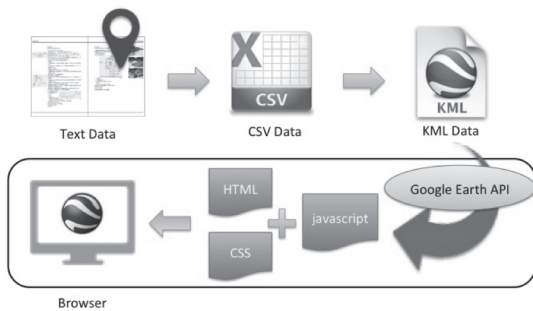 X
CSV
KML
Text Data
CSV Data
KML Data
Google Earth API
HTML
javascript
CSS
Browser